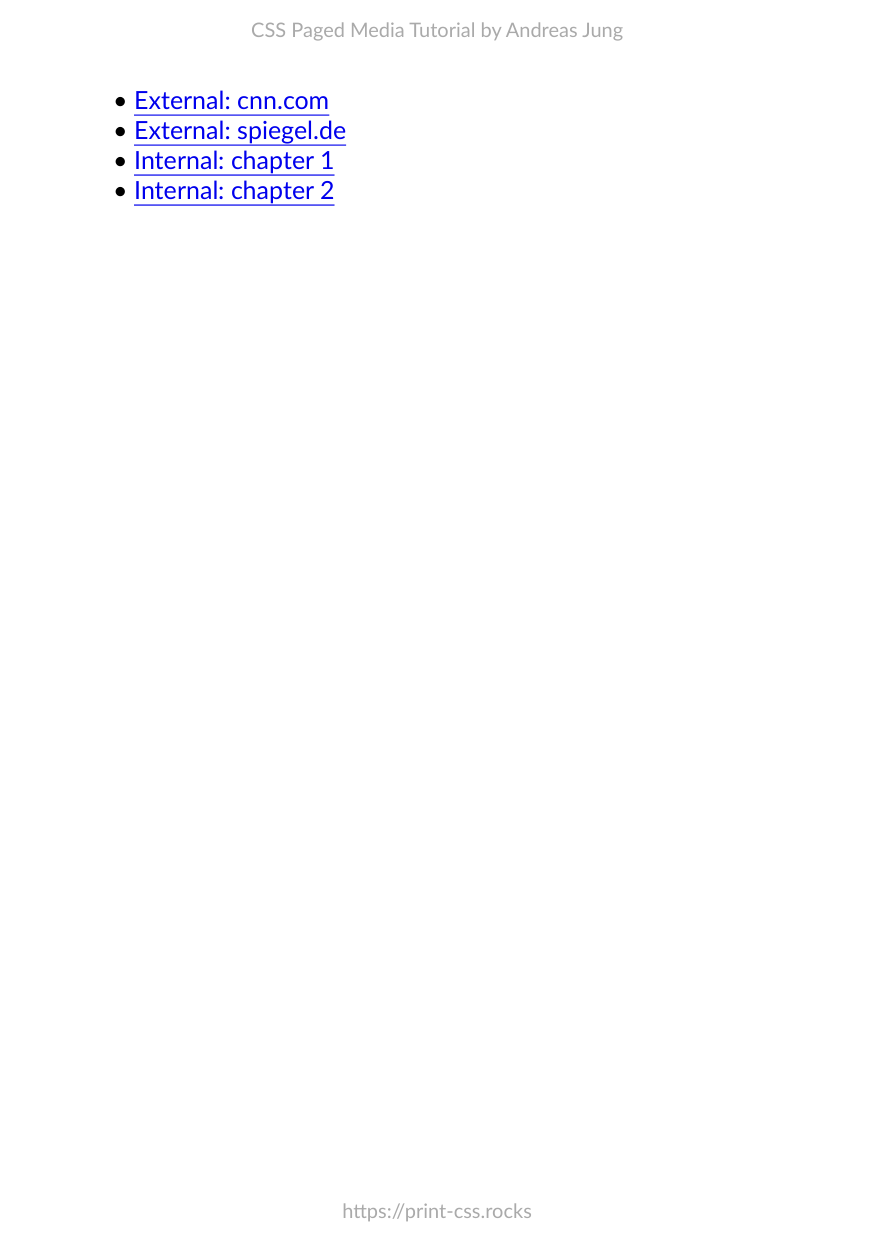 CSS Paged Media Tutorial by Andreas Jung
• External: cnn.com
• External: spiegel.de
• Internal: chapter 1
• Internal: chapter 2
https://print-css.rocks